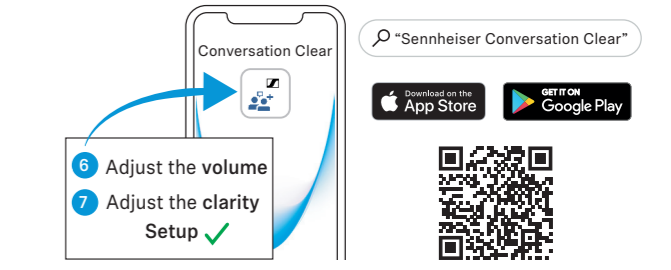 Conversation Clear
"Sennheiser Conversation Clear"
Download on the
App Store
GET IT ON
Google Play
6 Adjust the volume
7 Adjust the clarity
Setup